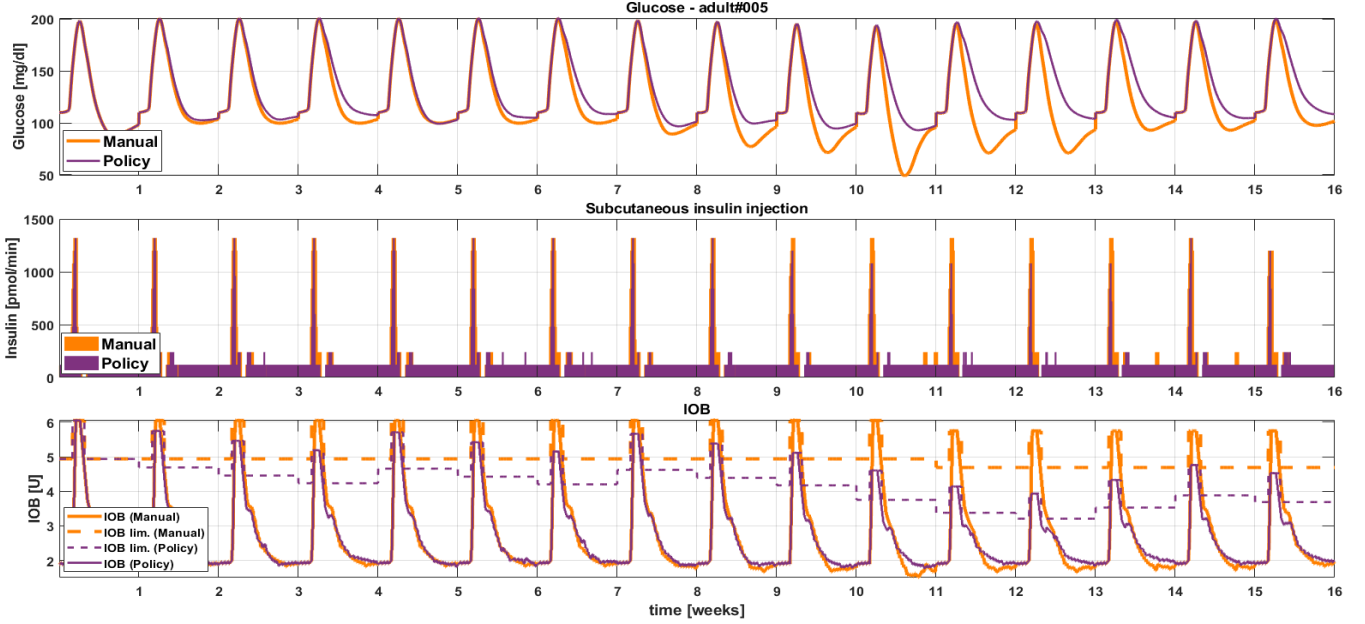 Glucose - adult#005
200
150
100
50
Glucose [mg/dl]
Manual
Policy
1 2 3 4 5 6 7 8 9 10 11 12 13 14 15 16
Subcutaneous insulin injection
1500
1000
500
0
Insulin [pmol/min]
Manual
Policy
1 2 3 4 5 6 7 8 9 10 11 12 13 14 15 16
IOB
6
5
4
3
2
IOB [U]
IOB (Manual)
IOB lim. (Manual)
IOB lim. (Policy)
IOB (Policy)
1 2 3 4 5 6 7 8 9 10 11 12 13 14 15 16
time [weeks]